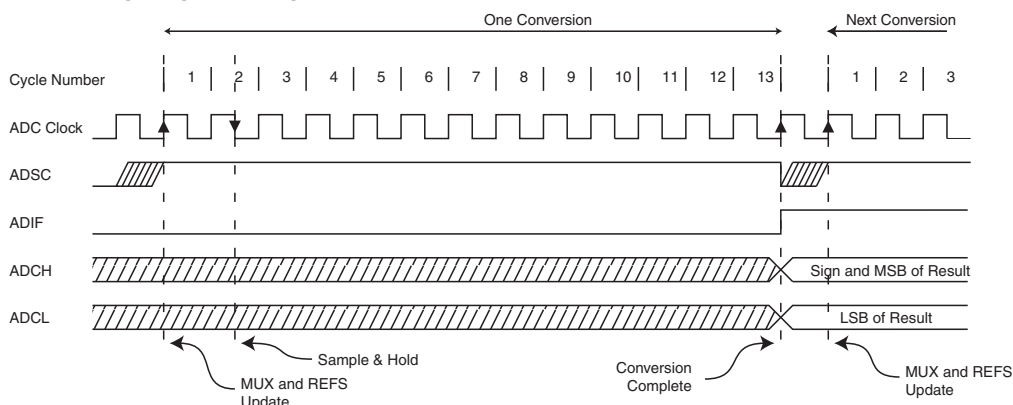 One Conversion Next Conversion
Cycle Number 1 2 3 4 5 6 7 8 9 10 11 12 13 1 2 3
ADC Clock
ADSC
ADIF
ADCH Sign and MSB of Result
ADCL LSB of Result
Sample & Hold
MUX and REFS
Update
Conversion
Complete
MUX and REFS
Update